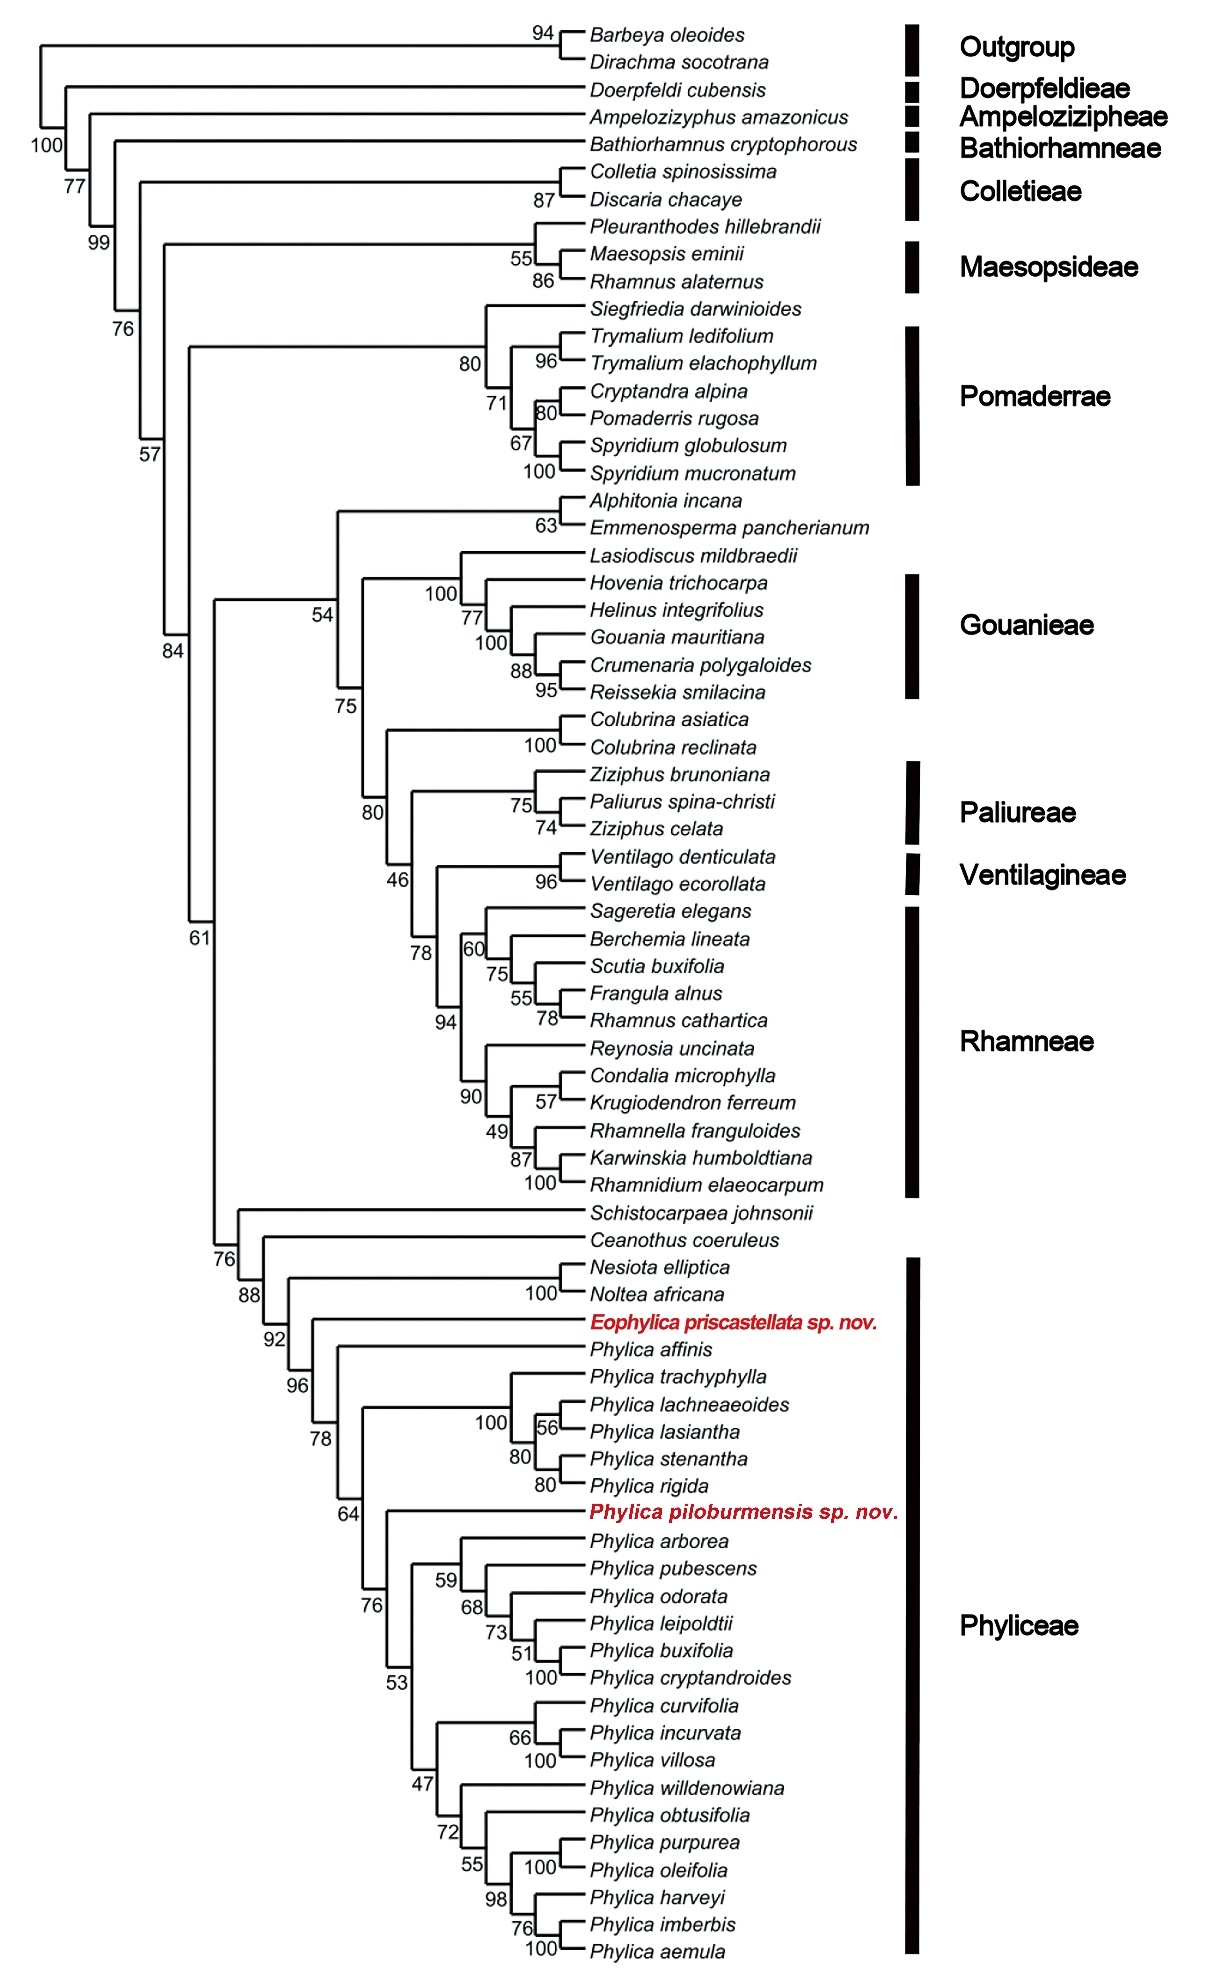 94
Barbeya oleoides
Dirachma socotrana
Outgroup
Doerpfeldi cubensis
Doerpfeldieae
Ampelozizyphus amazonicus
Ampelozizipheae
100
Bathiorhamnus cryptophorous
Bathiorhamneae
Colletia spinosissima
77
87
Discaria chacaye
Colletieae
Pleuranthodes hillebrandii
99
55
Maesopsis eminii
Maesopsideae
86
Rhamnus alaternus
Siegfriedia darwinioides
76
Trymalium ledifolium
80
96
Trymalium elachophyllum
Cryptandra alpina
Pomaderrae
71
80
Pomaderris rugosa
67
Spyridium globulosum
57
100
Spyridium mucronatum
Alphitonia incana
63
Emmenosperma pancherianum
Lasiodiscus mildbraedii
100
Hovenia trichocarpa
54
77
Helinus integrifolius
Gouanieae
100
Gouania mauritiana
84
88
Crumenaria polygaloides
95
Reissekia smilacina
75
Colubrina asiatica
100
Colubrina reclinata
Ziziphus brunoniana
80
75
Paliurus spina-christi
Paliureae
74
Ziziphus celata
Ventilago denticulata
46
96
Ventilago ecorollata
Ventilagineae
Sageretia elegans
61
78
60
Berchemia lineata
75
Scutia buxifolia
55
Frangula alnus
94
78
Rhamnus cathartica
Reynosia uncinata
Rhamneae
Condalia microphylla
90
57
Krugiodendron ferreum
49
Rhamnella franguloides
87
Karwinskia humboldtiana
100
Rhamnidium elaeocarpum
Schistocarpaea johnsonii
Ceanothus coeruleus
76
Nesiota elliptica
88
100
Noltea africana
Eophylica priscastellata sp. nov.
92
Phylica affinis
96
Phylica trachyphylla
Phylica lachneaeoides
78
100
56
Phylica lasiantha
80
Phylica stenantha
80
Phylica rigida
64
Phylica piloburmensis sp. nov.
Phylica arborea
Phylica pubescens
59
Phylica odorata
76
68
Phylica leipoldtii
Phyliceae
73
51
Phylica buxifolia
100
Phylica cryptandroides
53
Phylica curvifolia
66
Phylica incurvata
100
Phylica villosa
47
Phylica willdenowiana
Phylica obtusifolia
72
Phylica purpurea
55
100
Phylica oleifolia
98
Phylica harveyi
76
Phylica imberbis
100
Phylica aemula